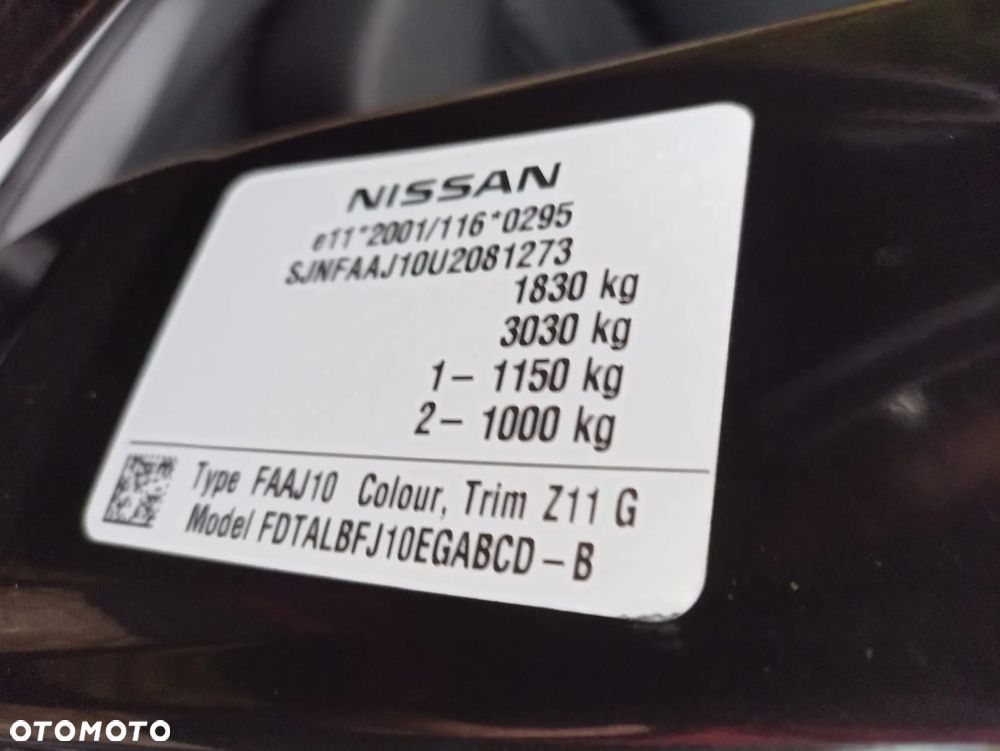 NISSAN
e11*2001/116*0295
SJNFAAJ10U2081273
1830 kg
3030 kg
1– 1150 kg
2– 1000 kg
Type FAAJ10 Colour, Trim Z11 G
Model FDTALBFJ10EGABCD – B
OTOMOTO